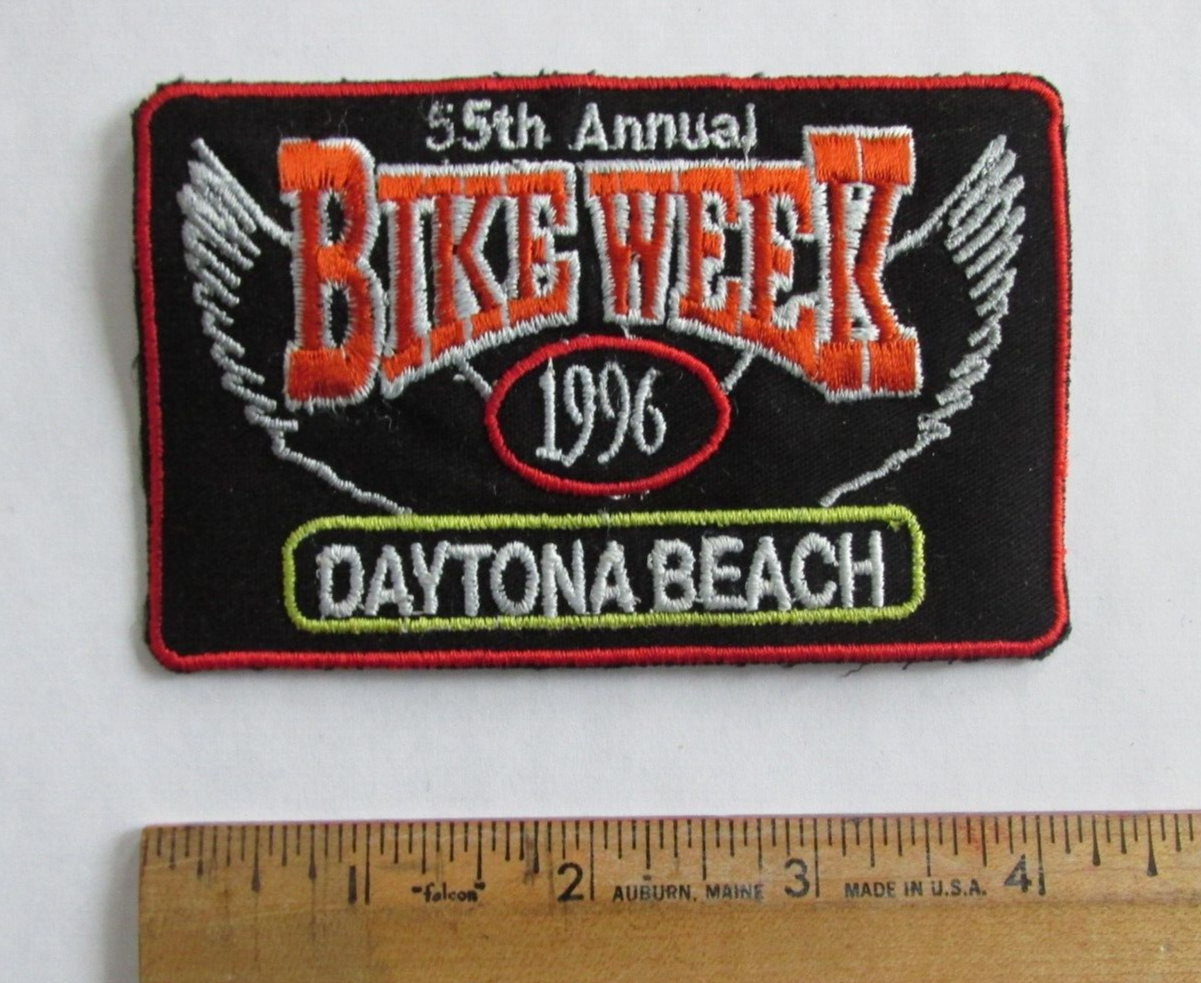 55th Annual
BIKE WEEK
1996
DAYTONA BEACH
1 "falcon" 2 AUBURN, MAINE 3 MADE IN U.S.A. 4